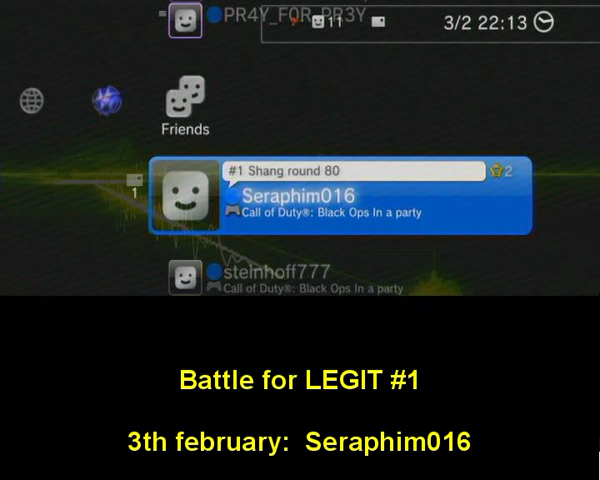 PR4Y_F0R_PR3Y
11
3/2 22:13
Friends
#1 Shang round 80
2
1
Seraphim016
Call of Duty®: Black Ops In a party
steinhoff777
Call of Duty®: Black Ops In a party
Battle for LEGIT #1
3th february: Seraphim016